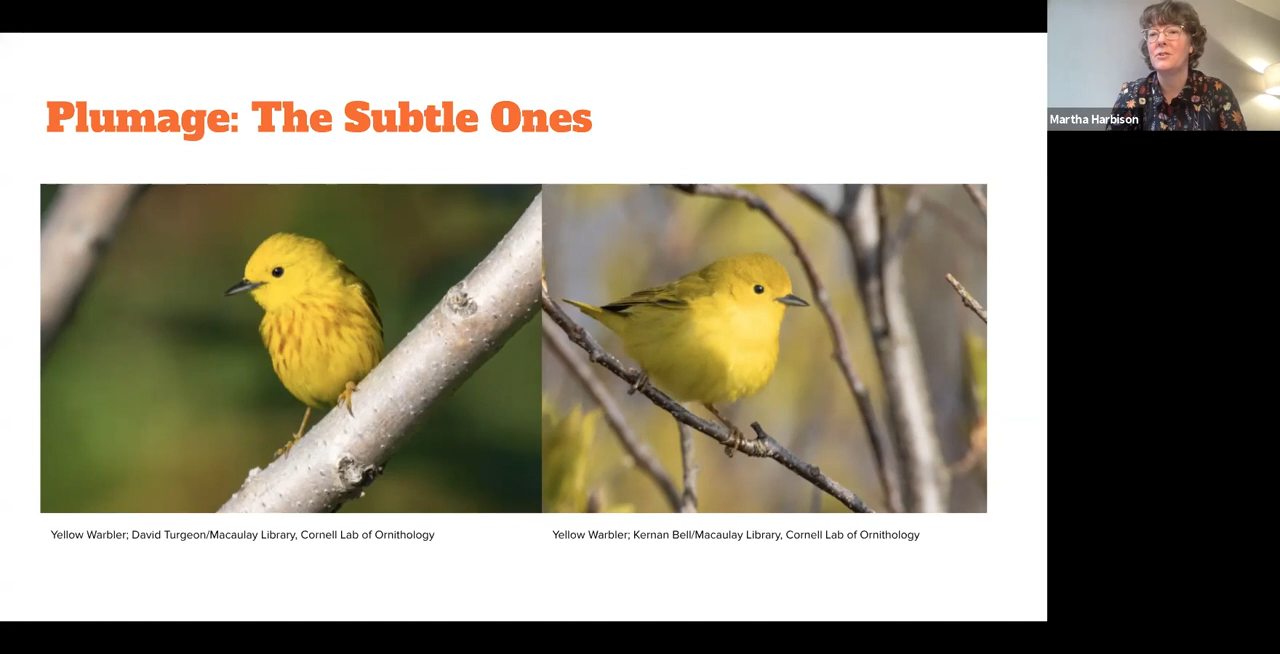 Plumage: The Subtle Ones
Martha Harbison
Yellow Warbler; David Turgeon/Macaulay Library, Cornell Lab of Ornithology
Yellow Warbler; Kernan Bell/Macaulay Library, Cornell Lab of Ornithology